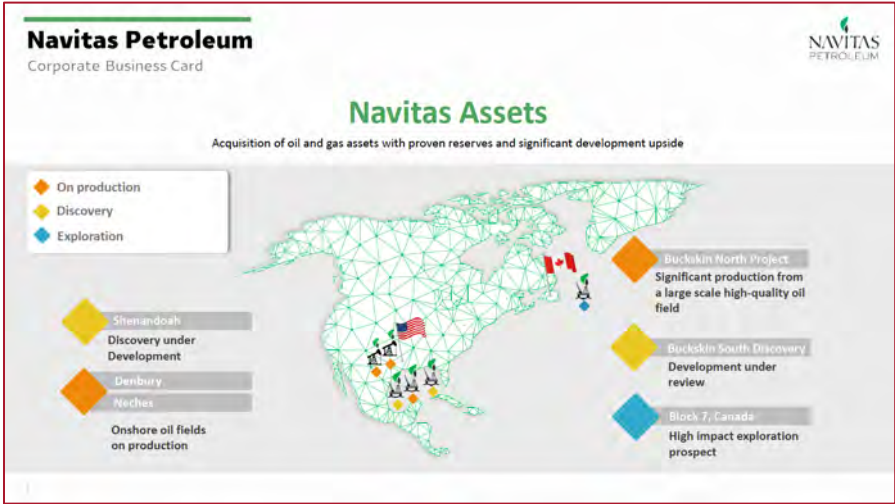 Navitas Petroleum
Corporate Business Card
NAVITAS
PETROLEUM
Navitas Assets
Acquisition of oil and gas assets with proven reserves and significant development upside
On production
Discovery
Exploration
Shenandoah
Discovery under
Development
Denbury
Neches
Onshore oil fields
on production
Buckskin North Project
Significant production from
a large scale high-quality oil
field
Buckskin South Discovery
Development under
review
Block 7, Canada
High impact exploration
prospect